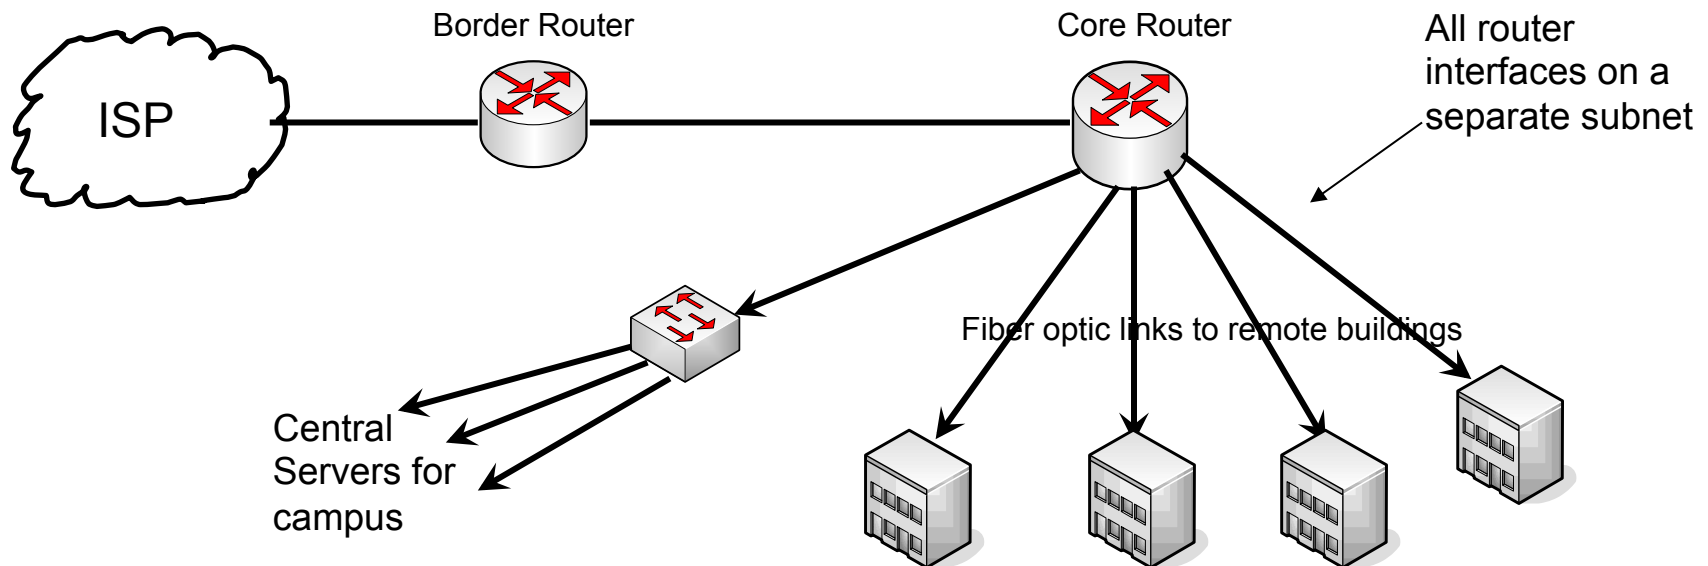 Border Router
Core Router
All router
interfaces on a
separate subnet
ISP
Fiber optic links to remote buildings
Central
Servers for
campus